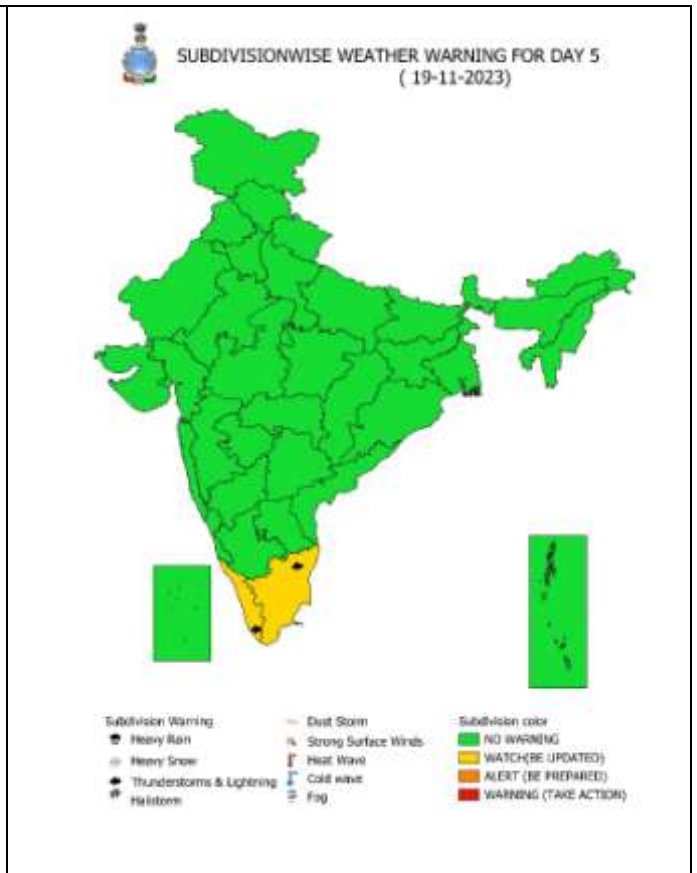 SUBDIVISIONWISE WEATHER WARNING FOR DAY 5
( 19-11-2023)
Subdivision Warning
Heavy Rain
Heavy Snow
Thunderstorms & Lightning
Hailstorm
Dust Storm
Strong Surface Winds
Heat Wave
Cold wave
Fog
Subdivision color
NO WARNING
WATCH(BE UPDATED)
ALERT (BE PREPARED)
WARNING (TAKE ACTION)